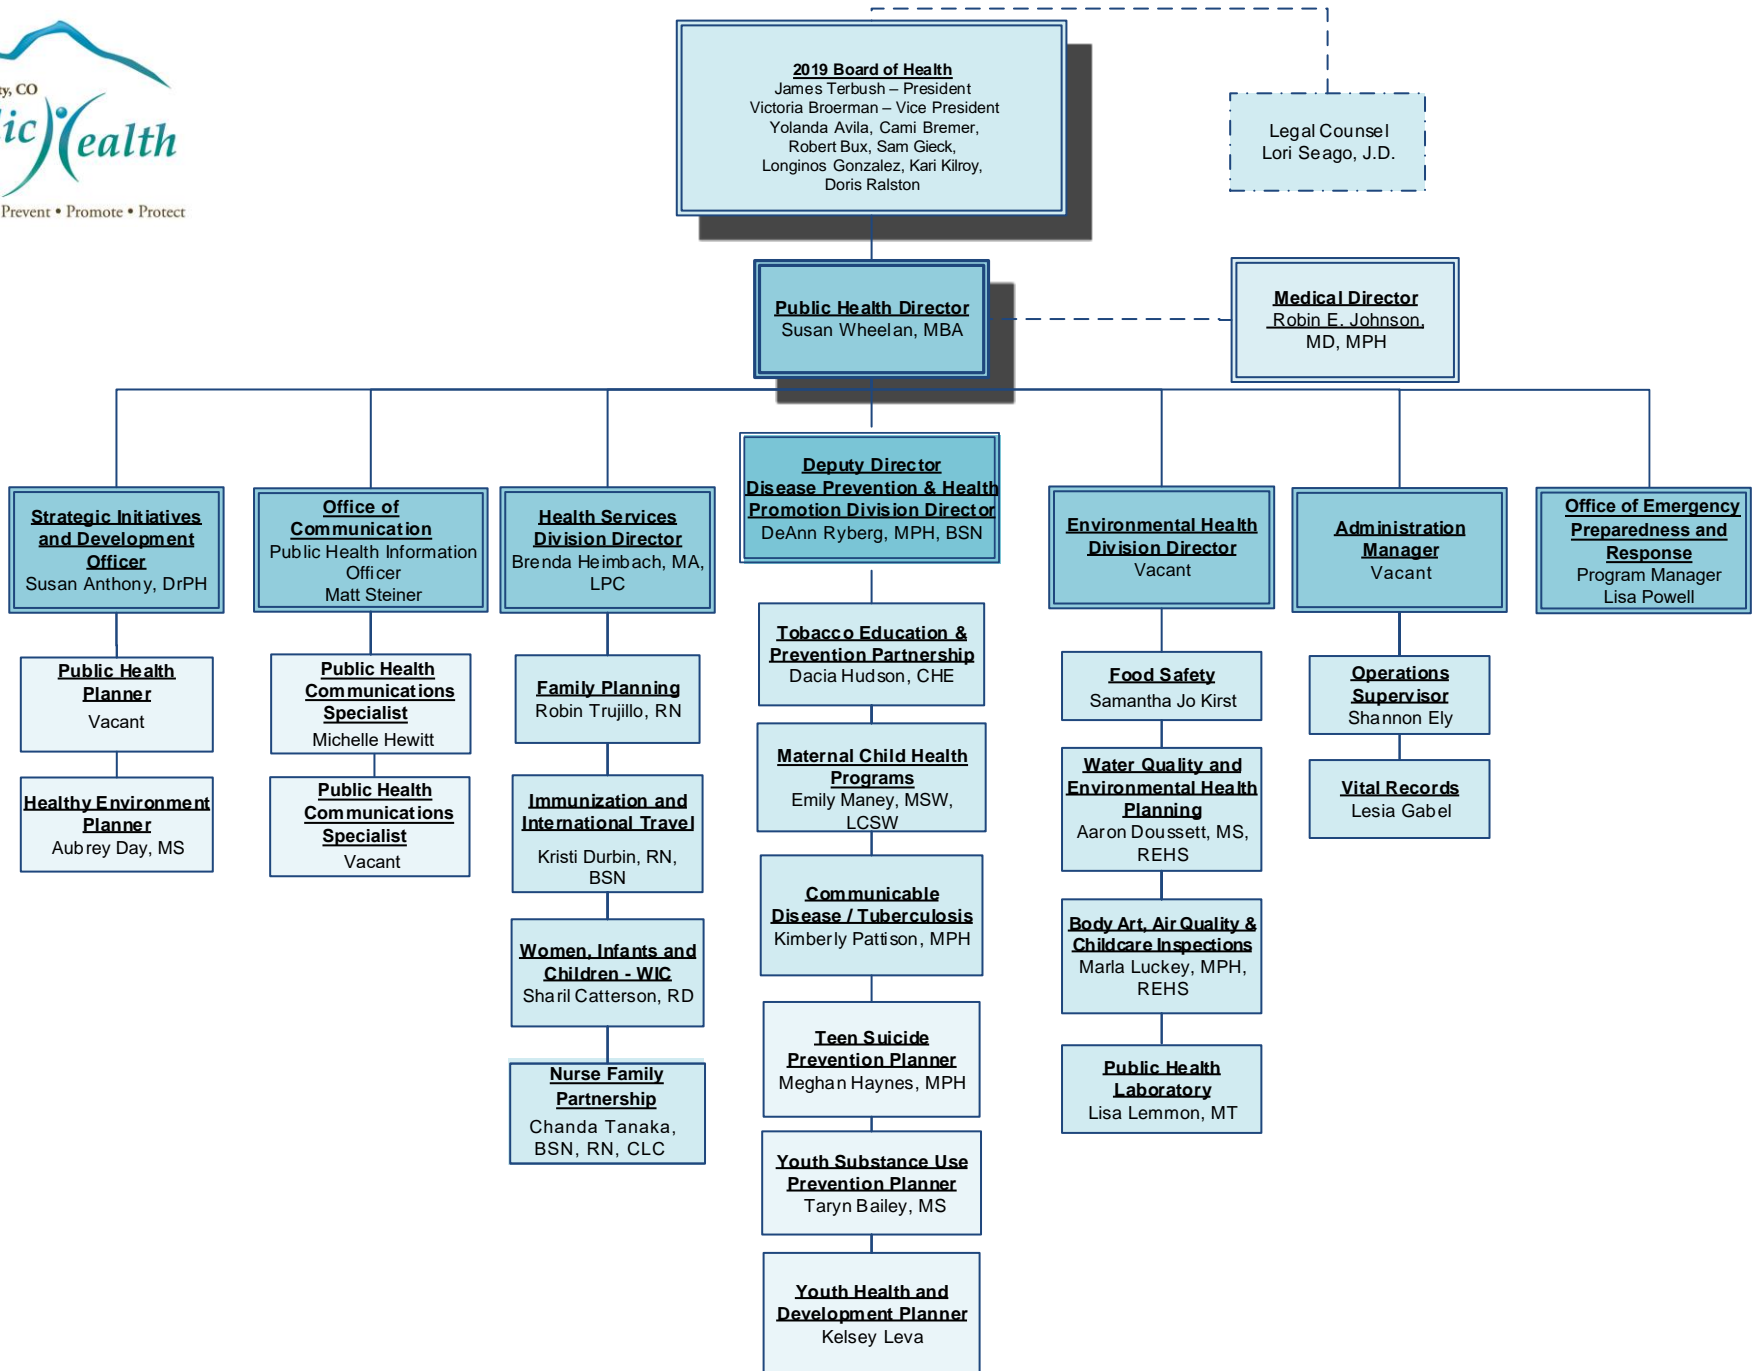 ty, CO
lic Health
Prevent • Promote • Protect
2019 Board of Health
James Terbush – President
Victoria Broerman – Vice President
Yolanda Avila, Cami Bremer,
Robert Bux, Sam Gieck,
Longinos Gonzalez, Kari Kilroy,
Doris Ralston
Legal Counsel
Lori Seago, J.D.
Public Health Director
Susan Wheelan, MBA
Medical Director
Robin E. Johnson,
MD, MPH
Strategic Initiatives
and Development
Officer
Susan Anthony, DrPH
Public Health
Planner
Vacant
Healthy Environment
Planner
Aubrey Day, MS
Office of
Communication
Public Health Information
Officer
Matt Steiner
Public Health
Communications
Specialist
Michelle Hewitt
Public Health
Communications
Specialist
Vacant
Health Services
Division Director
Brenda Heimbach, MA,
LPC
Family Planning
Robin Trujillo, RN
Immunization and
International Travel
Kristi Durbin, RN,
BSN
Women, Infants and
Children - WIC
Sharil Catterson, RD
Nurse Family
Partnership
Chanda Tanaka,
BSN, RN, CLC
Deputy Director
Disease Prevention & Health
Promotion Division Director
DeAnn Ryberg, MPH, BSN
Tobacco Education &
Prevention Partnership
Dacia Hudson, CHE
Maternal Child Health
Programs
Emily Maney, MSW,
LCSW
Communicable
Disease / Tuberculosis
Kimberly Pattison, MPH
Teen Suicide
Prevention Planner
Meghan Haynes, MPH
Youth Substance Use
Prevention Planner
Taryn Bailey, MS
Youth Health and
Development Planner
Kelsey Leva
Environmental Health
Division Director
Vacant
Food Safety
Samantha Jo Kirst
Water Quality and
Environmental Health
Planning
Aaron Doussett, MS,
REHS
Body Art, Air Quality &
Childcare Inspections
Marla Luckey, MPH,
REHS
Public Health
Laboratory
Lisa Lemmon, MT
Administration
Manager
Vacant
Operations
Supervisor
Shannon Ely
Vital Records
Lesia Gabel
Office of Emergency
Preparedness and
Response
Program Manager
Lisa Powell